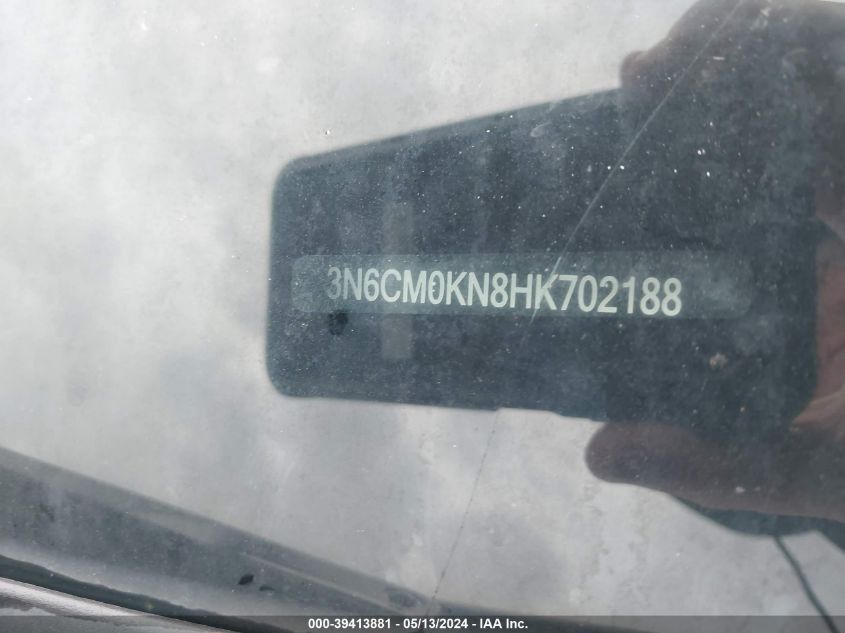 3N6CM0KN8HK702188
000-39413881 - 05/13/2024 - IAA Inc.